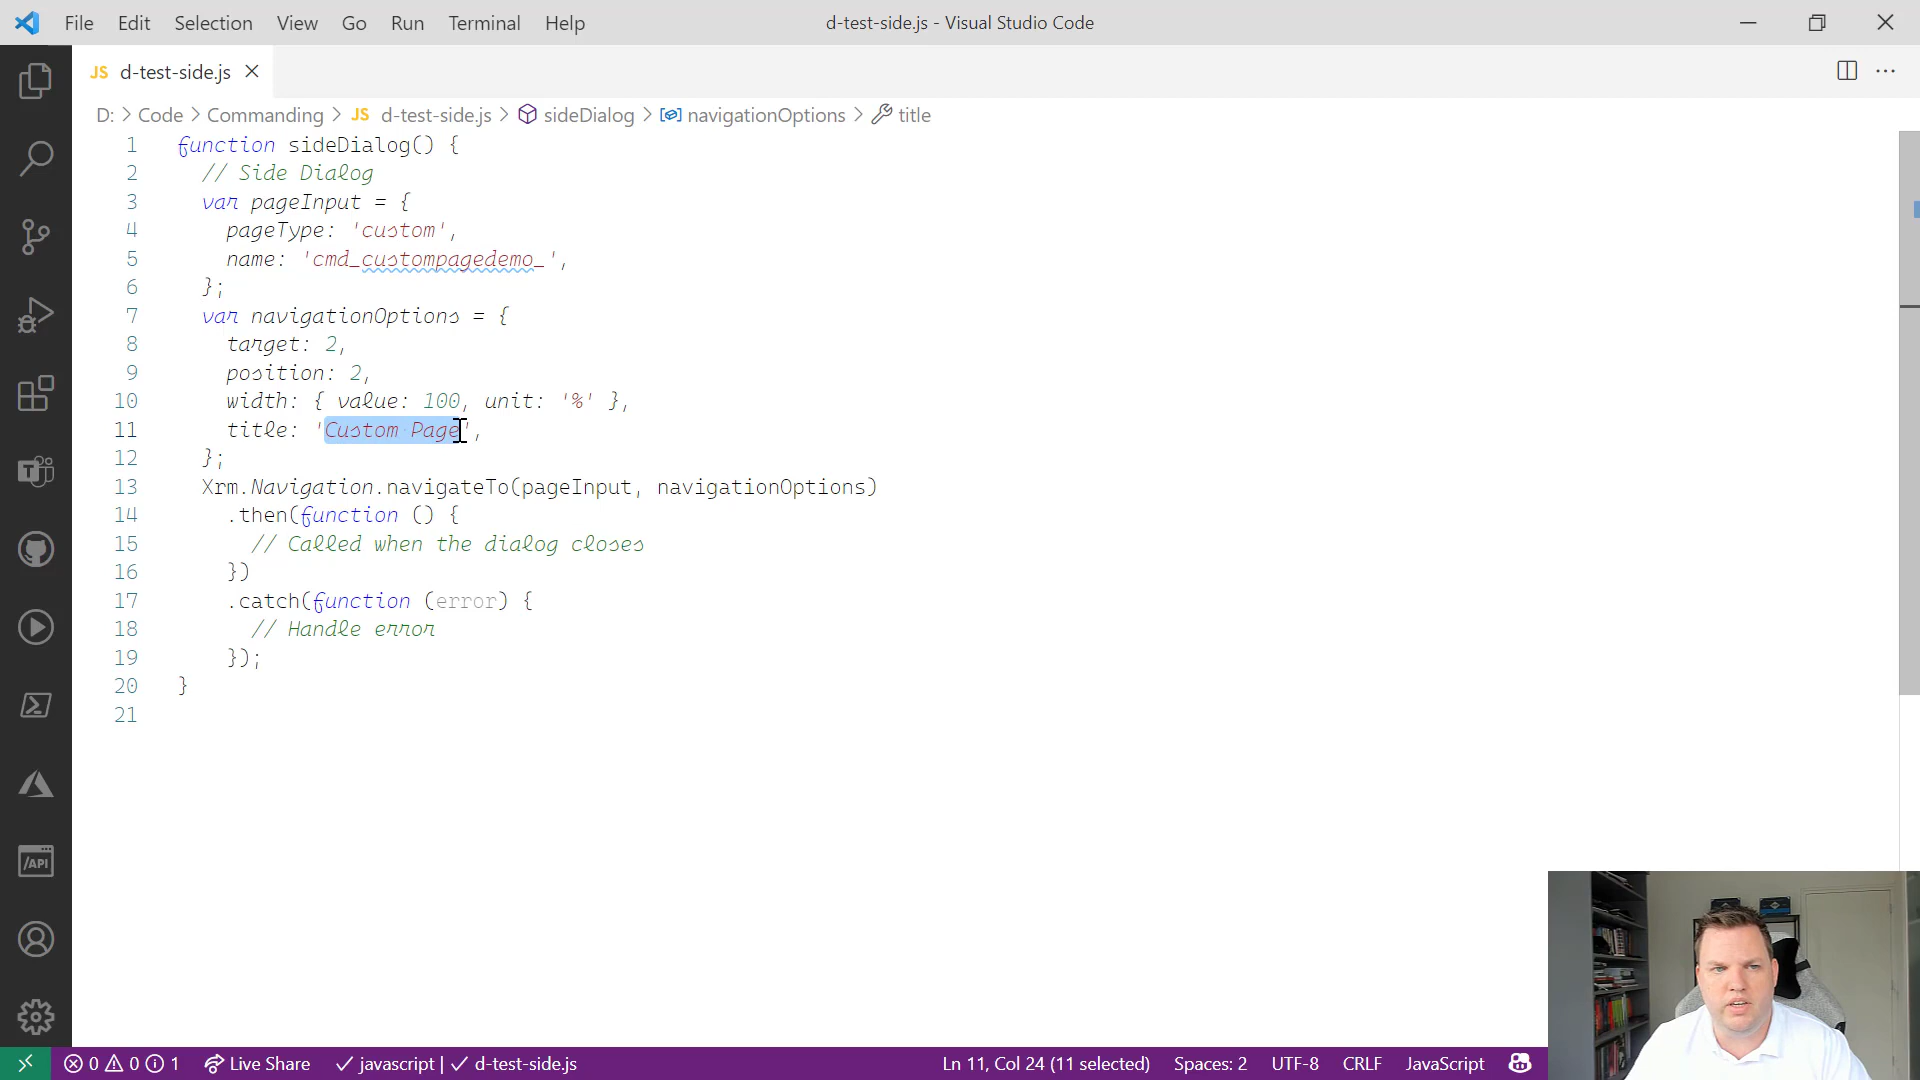 File Edit Selection View Go Run Terminal Help d-test-side.js - Visual Studio Code
JS d-test-side.js
D: > Code > Commanding > JS d-test-side.js > sideDialog > navigationOptions > title
1 function sideDialog() {
2 // Side Dialog
3 var pageInput = {
4 pageType: 'custom',
5 name: 'cmd_custompagedemo_',
6 };
7 var navigationOptions = {
8 target: 2,
9 position: 2,
10 width: { value: 100, unit: '%' },
11 title: 'Custom Page',
12 };
13 Xrm.Navigation.navigateTo(pageInput, navigationOptions)
14 .then(function () {
15 // Called when the dialog closes
16 })
17 .catch(function (error) {
18 // Handle error
19 });
20 }
21
/API
0 0 1 Live Share javascript | d-test-side.js Ln 11, Col 24 (11 selected) Spaces: 2 UTF-8 CRLF JavaScript